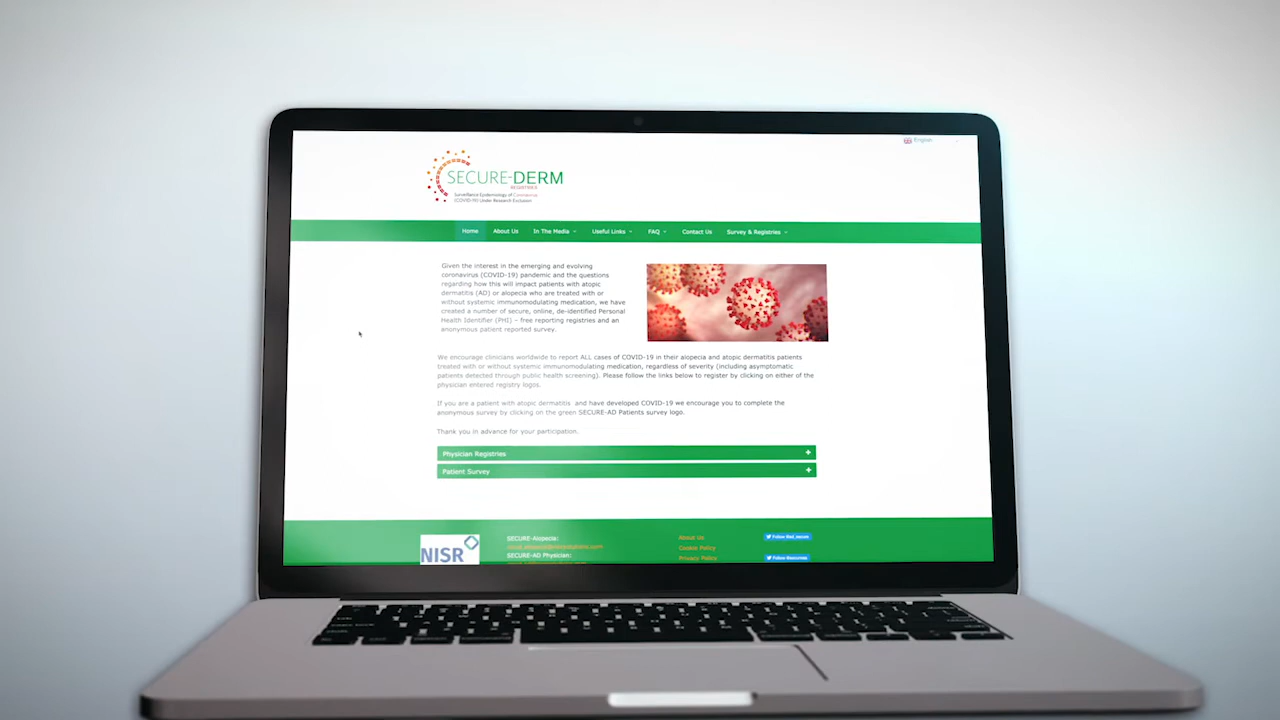 English
SECURE-DERM
REGISTRIES
Surveillance Epidemiology of Coronavirus
(COVID-19) Under Research Exclusion
Home About Us In The Media Useful Links FAQ Contact Us Survey & Registries
Given the interest in the emerging and evolving
coronavirus (COVID-19) pandemic and the questions
regarding how this will impact patients with atopic
dermatitis (AD) or alopecia who are treated with or
without systemic immunomodulating medication, we have
created a number of secure, online, de-identified Personal
Health Identifier (PHI) – free reporting registries and an
anonymous patient reported survey.
We encourage clinicians worldwide to report ALL cases of COVID-19 in their alopecia and atopic dermatitis patients
treated with or without systemic immunomodulating medication, regardless of severity (including asymptomatic
patients detected through public health screening). Please follow the links below to register by clicking on either of the
physician entered registry logos.
If you are a patient with atopic dermatitis and have developed COVID-19 we encourage you to complete the
anonymous survey by clicking on the green SECURE-AD Patients survey logo.
Thank you in advance for your participation.
Physician Registries
Patient Survey
NISR
SECURE-Alopecia:
SECURE-AD Physician:
About Us
Cookie Policy
Privacy Policy
Follow
Follow